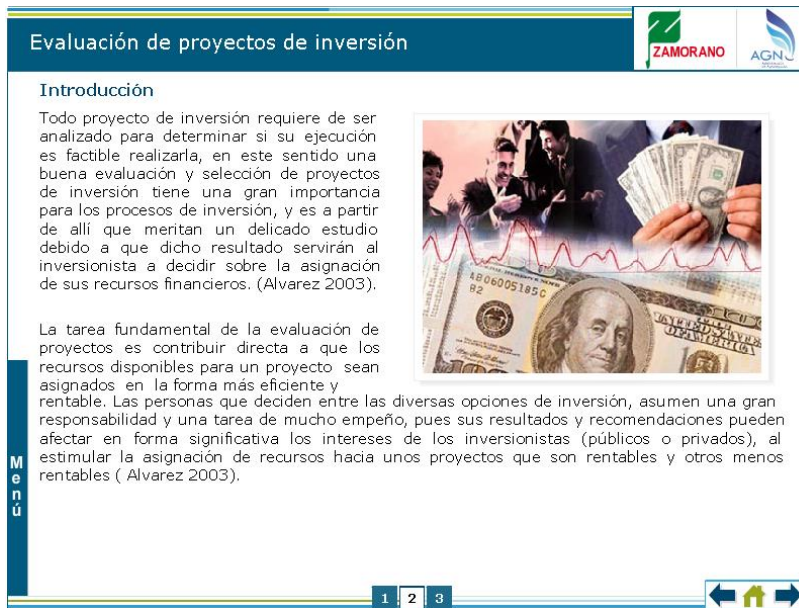 Evaluación de proyectos de inversión
ZAMORANO
AGN
Introducción
Todo proyecto de inversión requiere de ser
analizado para determinar si su ejecución
es factible realizarla, en este sentido una
buena evaluación y selección de proyectos
de inversión tiene una gran importancia
para los procesos de inversión, y es a partir
de allí que meritan un delicado estudio
debido a que dicho resultado servirán al
inversionista a decidir sobre la asignación
de sus recursos financieros. (Alvarez 2003).
La tarea fundamental de la evaluación de
proyectos es contribuir directa a que los
recursos disponibles para un proyecto sean
asignados en la forma más eficiente y
rentable. Las personas que deciden entre las diversas opciones de inversión, asumen una gran
responsabilidad y una tarea de mucho empeño, pues sus resultados y recomendaciones pueden
afectar en forma significativa los intereses de los inversionistas (públicos o privados), al
estimular la asignación de recursos hacia unos proyectos que son rentables y otros menos
rentables ( Alvarez 2003).
AB06005185C
B2
Menú
1 2 3